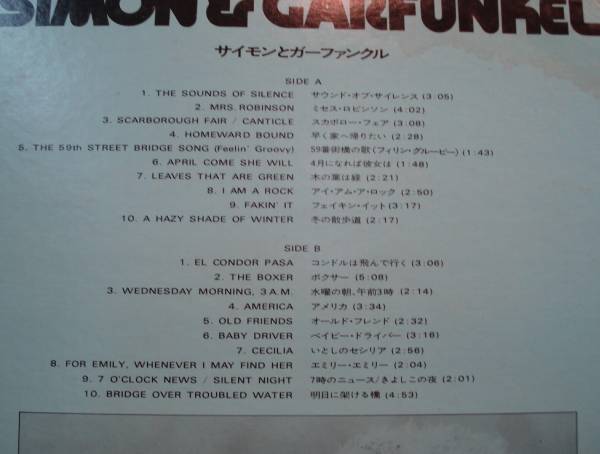 SIMON & GARFUNKEL
サイモンとガーファンクル
SIDE A
1. THE SOUNDS OF SILENCE サウンド・オブ・サイレンス (3:05)
2. MRS. ROBINSON ミセス・ロビンソン (4:02)
3. SCARBOROUGH FAIR / CANTICLE スカボロー・フェア (3:08)
4. HOMEWARD BOUND 早く家へ帰りたい (2:28)
5. THE 59th STREET BRIDGE SONG (Feelin' Groovy) 59番街橋の歌(フィリン・グルービー) (1:43)
6. APRIL COME SHE WILL 4月になれば彼女は (1:48)
7. LEAVES THAT ARE GREEN 木の葉は緑 (2:21)
8. I AM A ROCK アイ・アム・ア・ロック (2:50)
9. FAKIN' IT フェイキン・イット (3:17)
10. A HAZY SHADE OF WINTER 冬の散歩道 (2:17)
SIDE B
1. EL CONDOR PASA コンドルは飛んで行く (3:06)
2. THE BOXER ボクサー (5:08)
3. WEDNESDAY MORNING, 3 A.M. 水曜の朝、午前3時 (2:14)
4. AMERICA アメリカ (3:34)
5. OLD FRIENDS オールド・フレンド (2:32)
6. BABY DRIVER ベイビー・ドライバー (3:16)
7. CECILIA いとしのセシリア (2:56)
8. FOR EMILY, WHENEVER I MAY FIND HER エミリー・エミリー (2:04)
9. 7 O'CLOCK NEWS / SILENT NIGHT 7時のニュース/きよしこの夜 (2:01)
10. BRIDGE OVER TROUBLED WATER 明日に架ける橋 (4:53)